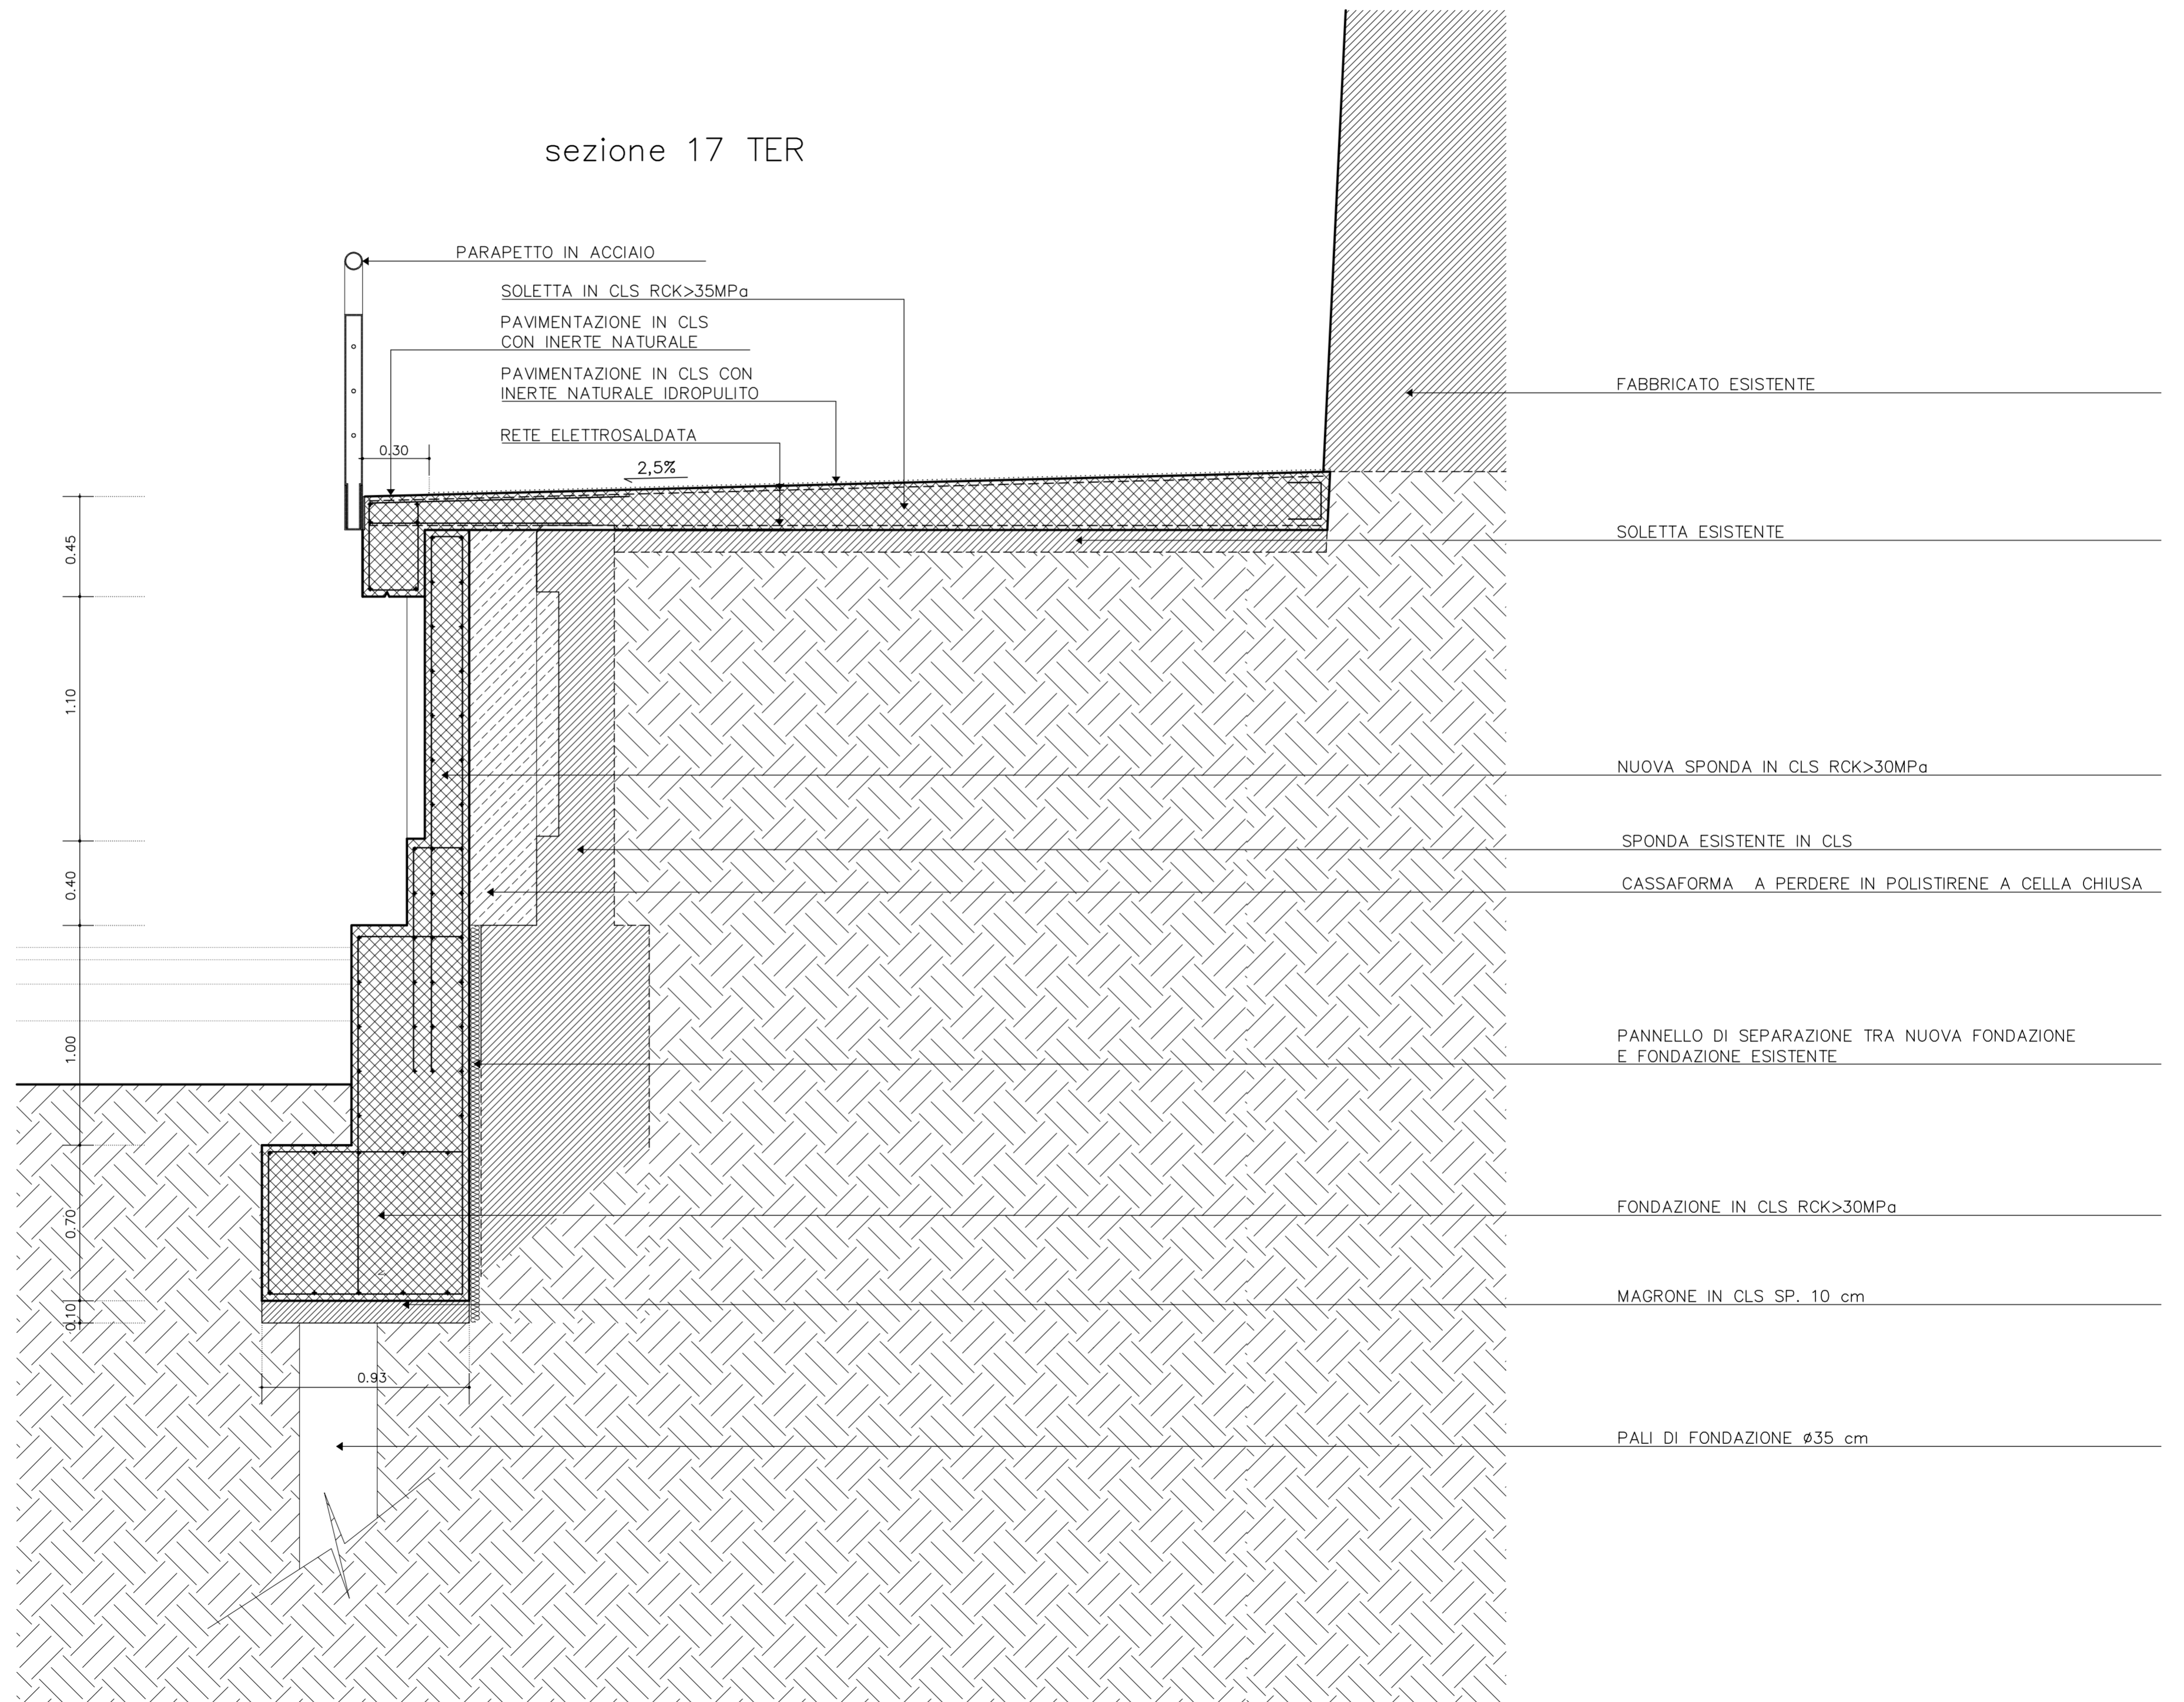 sezione 17 TER
PARAPETTO IN ACCIAIO
SOLETTA IN CLS RCK>35MPa
PAVIMENTAZIONE IN CLS
CON INERTE NATURALE
PAVIMENTAZIONE IN CLS CON
INERTE NATURALE IDROPULITO
RETE ELETTROSALDATA
0.30
2,5%
FABBRICATO ESISTENTE
SOLETTA ESISTENTE
0.45
1.10
NUOVA SPONDA IN CLS RCK>30MPa
SPONDA ESISTENTE IN CLS
0.40
CASSAFORMA A PERDERE IN POLISTIRENE A CELLA CHIUSA
1.00
PANNELLO DI SEPARAZIONE TRA NUOVA FONDAZIONE
E FONDAZIONE ESISTENTE
0.70
FONDAZIONE IN CLS RCK>30MPa
0.10
MAGRONE IN CLS SP. 10 cm
0.93
PALI DI FONDAZIONE ø35 cm